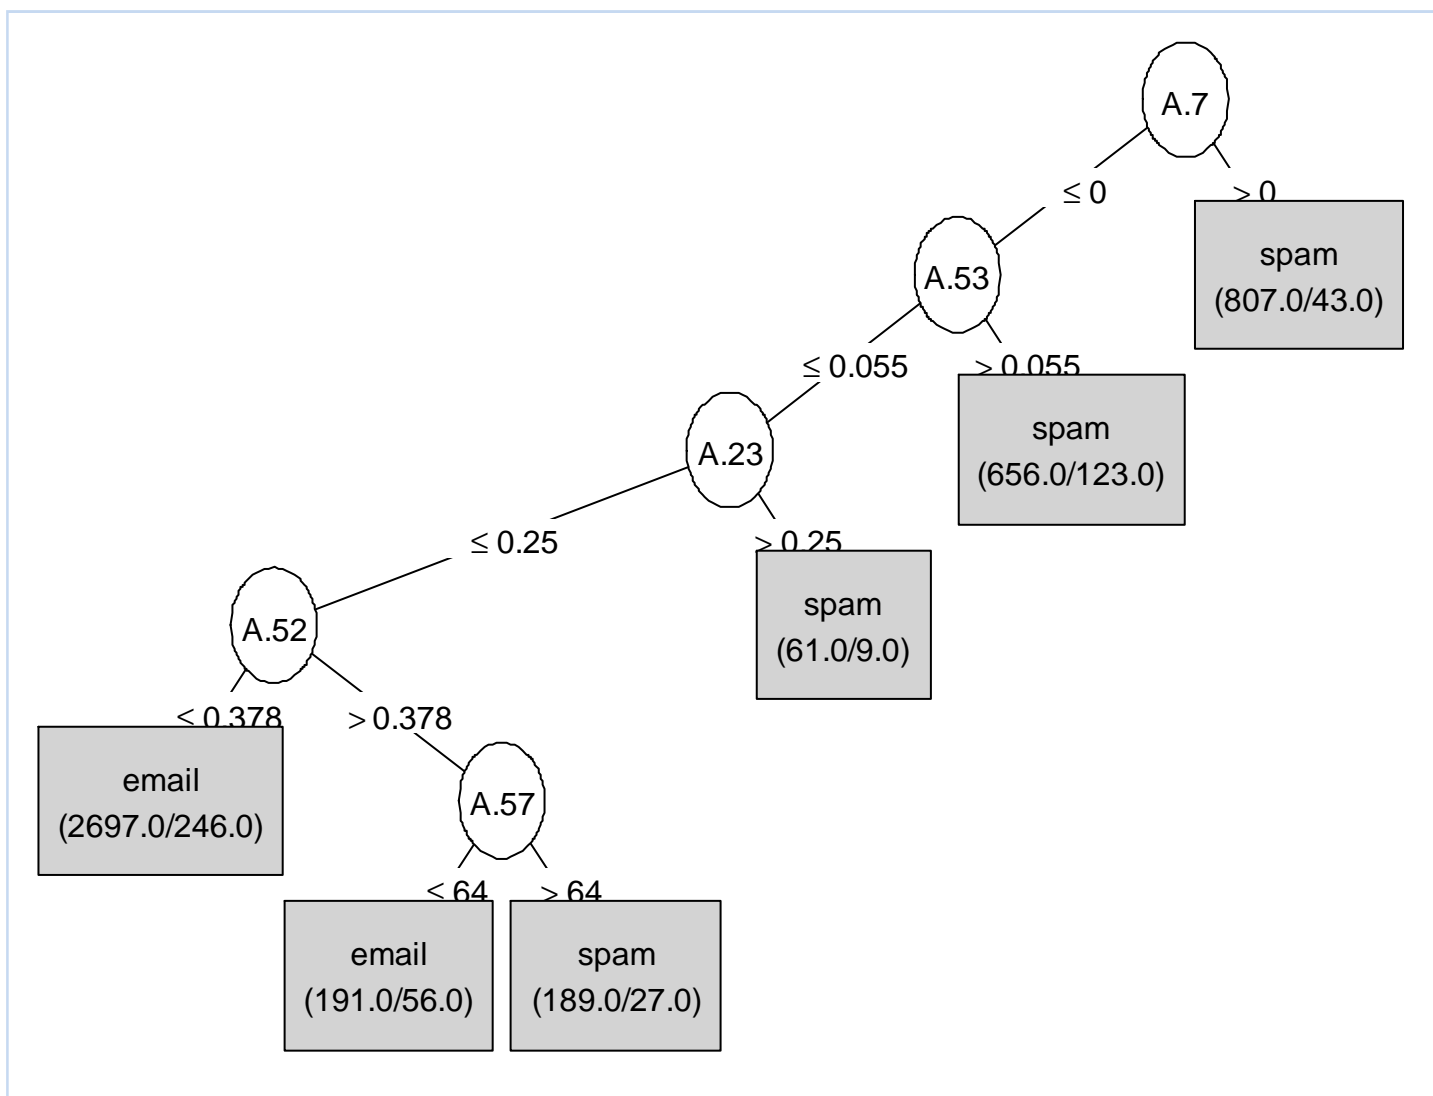 A.7
≤ 0
> 0
spam
(807.0/43.0)
A.53
≤ 0.055
> 0.055
spam
(656.0/123.0)
A.23
≤ 0.25
> 0.25
spam
(61.0/9.0)
A.52
≤ 0.378
> 0.378
email
(2697.0/246.0)
A.57
≤ 64
> 64
email
(191.0/56.0)
spam
(189.0/27.0)